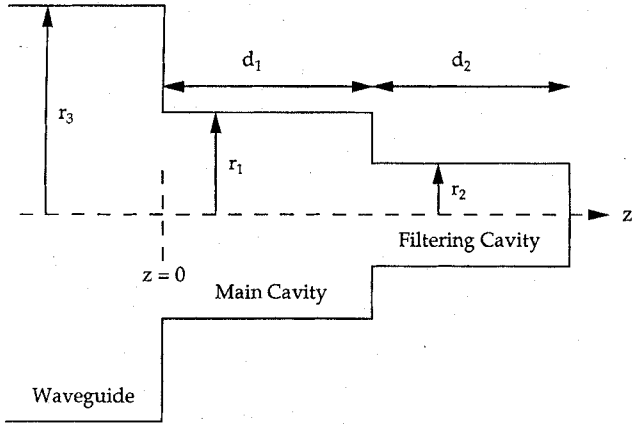 d₁
d₂
r₃
r₁
r₂
z
Filtering Cavity
z = 0
Main Cavity
Waveguide